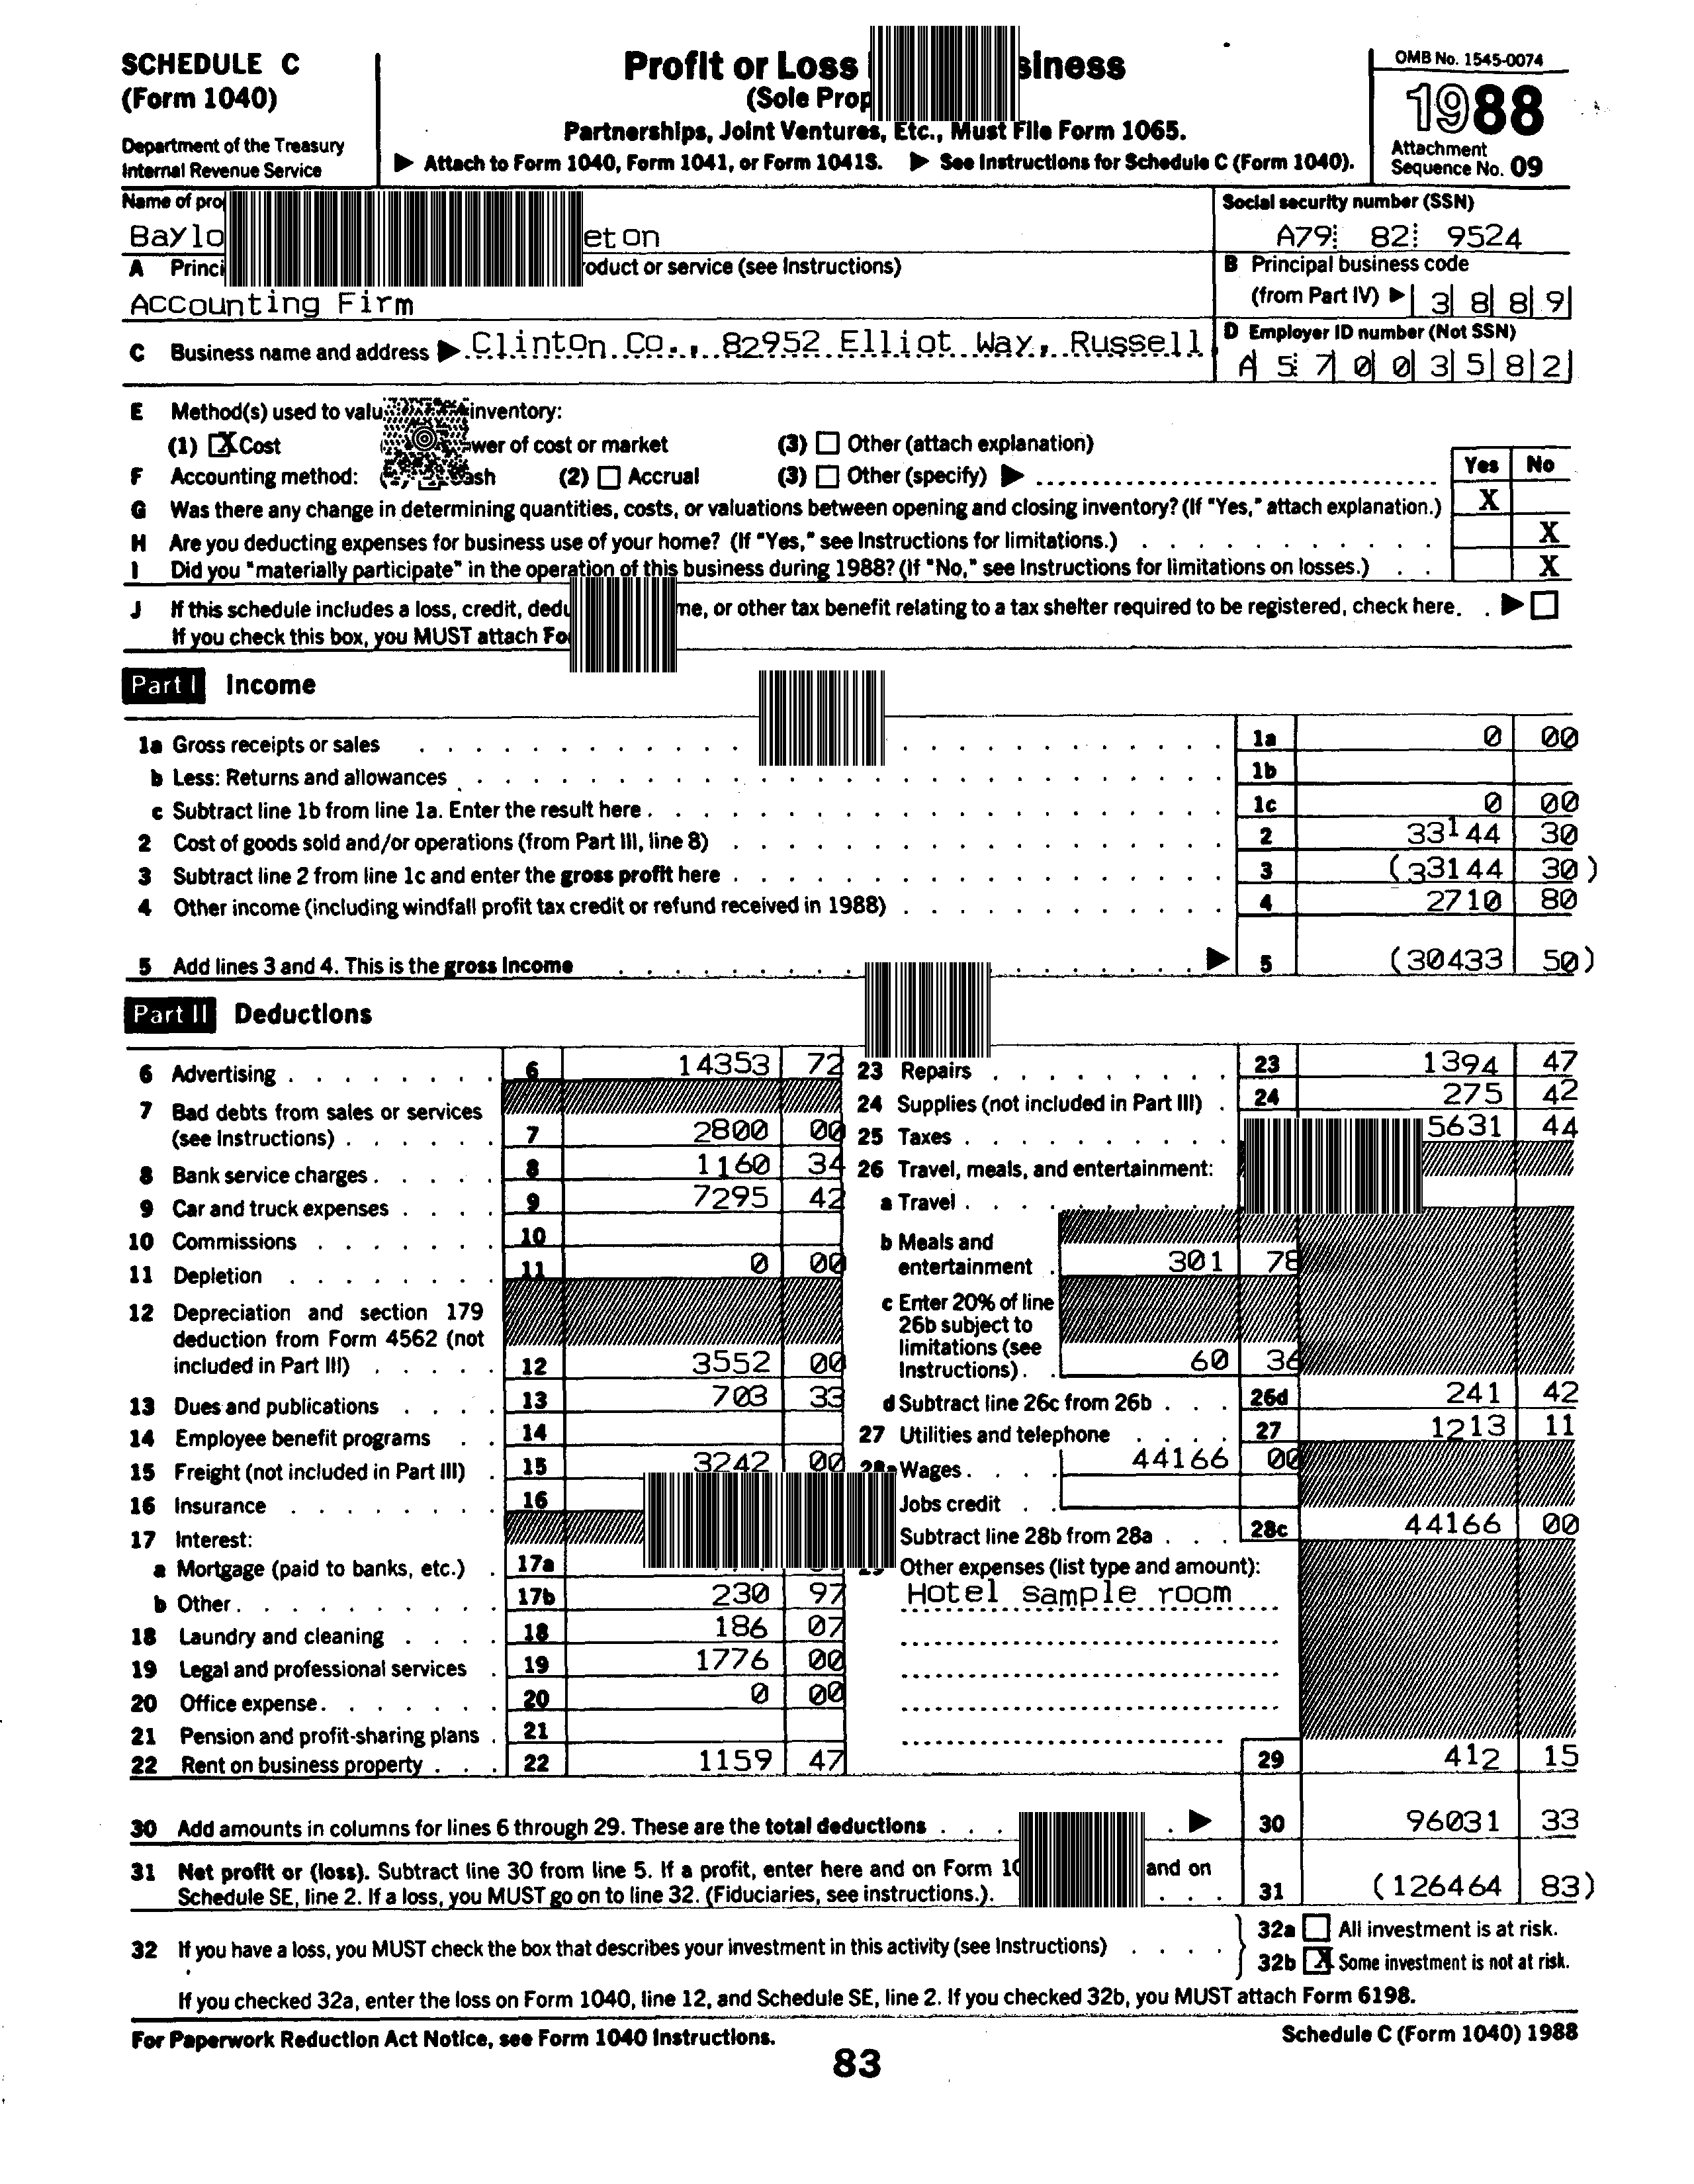 SCHEDULE C
(Form 1040)
Department of the Treasury
Internal Revenue Service
Profit or Loss
(Sole
Partnerships, Joint Ventures, Etc., Must File Form 1065.
▶ Attach to Form 1040, Form 1041, or Form 1041S. ▶ See Instructions for Schedule C (Form 1040).
OMB No. 1545-0074
1988
Attachment
Sequence No. 09
Name of
Social security number (SSN)
A79 82 9524
A
product or service (see Instructions)
Accounting Firm
B Principal business code
(from Part IV) ▶ 3 8 8 9
C Business name and address ▶ Clinton Co., 82952 Elliot Way, Russell
D Employer ID number (Not SSN)
A 5 7 0 0 3 5 8 2
E Method(s) used to inventory:
(1) X Cost of cost or market (3) Other (attach explanation)
F Accounting method: (2) Accrual (3) Other (specify) ▶
Yes No
G Was there any change in determining quantities, costs, or valuations between opening and closing inventory? (If "Yes," attach explanation.) X
H Are you deducting expenses for business use of your home? (If "Yes," see Instructions for limitations.) X
I Did you "materially participate" in the operation of this business during 1988? (If "No," see Instructions for limitations on losses.) X
J If this schedule includes a loss, credit, or other tax benefit relating to a tax shelter required to be registered, check here. ▶
If you check this box, you MUST attach
Part I Income
1a Gross receipts or sales 1a 0 00
b Less: Returns and allowances 1b
c Subtract line 1b from line 1a. Enter the result here 1c 0 00
2 Cost of goods sold and/or operations (from Part III, line 8) 2 33144 30
3 Subtract line 2 from line 1c and enter the gross profit here 3 (33144 30)
4 Other income (including windfall profit tax credit or refund received in 1988) 4 2710 80
5 Add lines 3 and 4. This is the gross income ▶ 5 (30433 50)
Part II Deductions
6 Advertising 6 14353 72
7 Bad debts from sales or services
(see Instructions) 7 2800 00
8 Bank service charges 8 1160 34
9 Car and truck expenses 9 7295 42
10 Commissions 10
11 Depletion 11 0 00
12 Depreciation and section 179
deduction from Form 4562 (not
included in Part III) 12 3552 00
13 Dues and publications 13 703 33
14 Employee benefit programs 14
15 Freight (not included in Part III) 15 3242 00
16 Insurance 16
17 Interest:
a Mortgage (paid to banks, etc.) 17a
b Other 17b 230 97
18 Laundry and cleaning 18 186 07
19 Legal and professional services 19 1776 00
20 Office expense 20 0 00
21 Pension and profit-sharing plans 21
22 Rent on business property 22 1159 47
23 Repairs 23 1394 47
24 Supplies (not included in Part III) 24 275 42
25 Taxes 5631 44
26 Travel, meals, and entertainment:
a Travel
b Meals and
entertainment 301 78
c Enter 20% of line
26b subject to
limitations (see
Instructions) 60 36
d Subtract line 26c from 26b 26d 241 42
27 Utilities and telephone 27 1213 11
Wages 44166 00
Jobs credit
Subtract line 28b from 28a 28c 44166 00
Other expenses (list type and amount):
Hotel sample room
29 412 15
30 Add amounts in columns for lines 6 through 29. These are the total deductions ▶ 30 96031 33
31 Net profit or (loss). Subtract line 30 from line 5. If a profit, enter here and on Form and on
Schedule SE, line 2. If a loss, you MUST go on to line 32. (Fiduciaries, see instructions.). 31 (126464 83)
32 If you have a loss, you MUST check the box that describes your investment in this activity (see Instructions)
32a All investment is at risk.
32b X Some investment is not at risk.
If you checked 32a, enter the loss on Form 1040, line 12, and Schedule SE, line 2. If you checked 32b, you MUST attach Form 6198.
For Paperwork Reduction Act Notice, see Form 1040 Instructions.
Schedule C (Form 1040) 1988
83